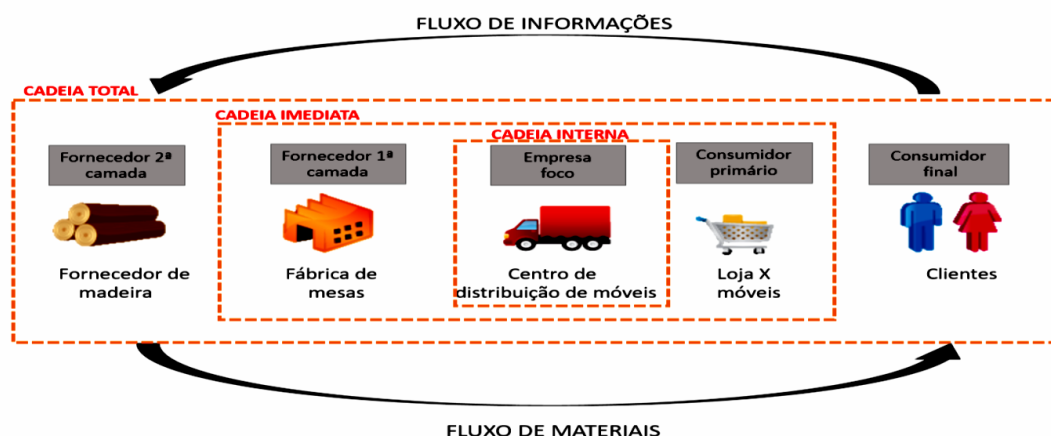 FLUXO DE INFORMAÇÕES
CADEIA TOTAL
CADEIA IMEDIATA
CADEIA INTERNA
Fornecedor 2ª
camada
Fornecedor 1ª
camada
Empresa
foco
Consumidor
primário
Consumidor
final
Fornecedor de
madeira
Fábrica de
mesas
Centro de
distribuição de móveis
Loja X
móveis
Clientes
FLUXO DE MATERIAIS